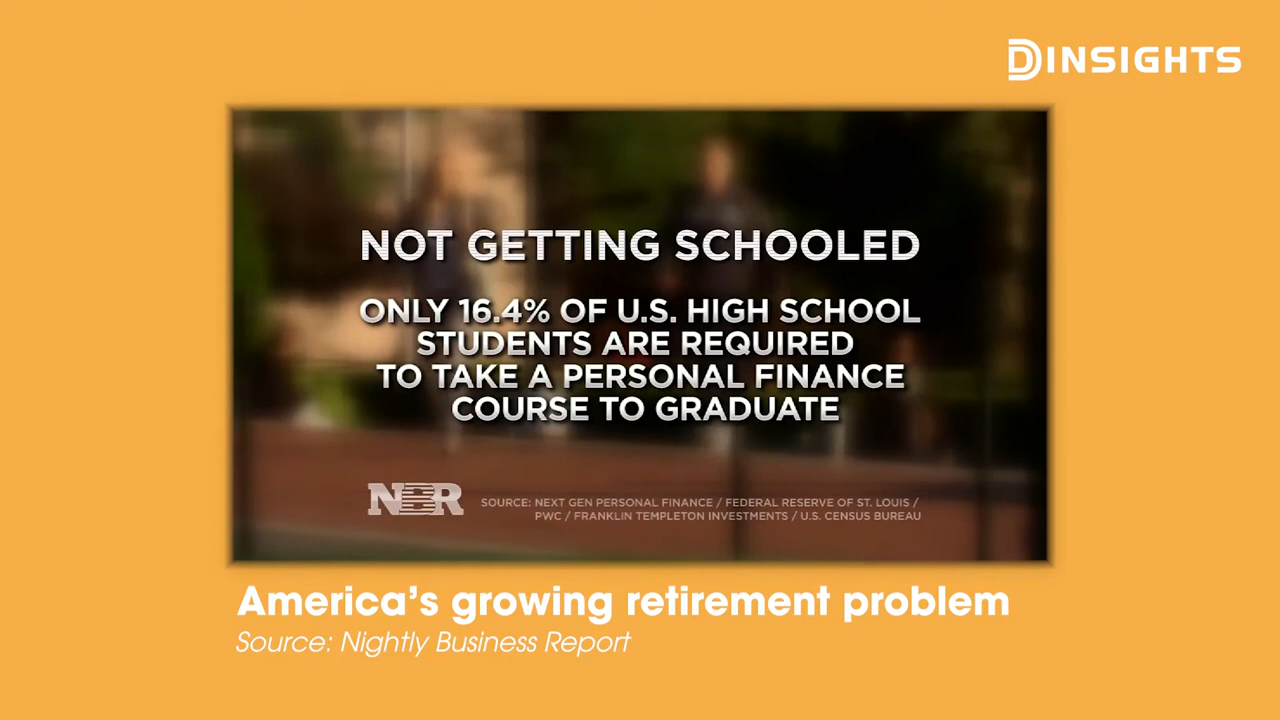 DINSIGHTS
NOT GETTING SCHOOLED
ONLY 16.4% OF U.S. HIGH SCHOOL
STUDENTS ARE REQUIRED
TO TAKE A PERSONAL FINANCE
COURSE TO GRADUATE
NBR
SOURCE: NEXT GEN PERSONAL FINANCE / FEDERAL RESERVE OF ST. LOUIS /
PWC / FRANKLIN TEMPLETON INVESTMENTS / U.S. CENSUS BUREAU
America's growing retirement problem
Source: Nightly Business Report